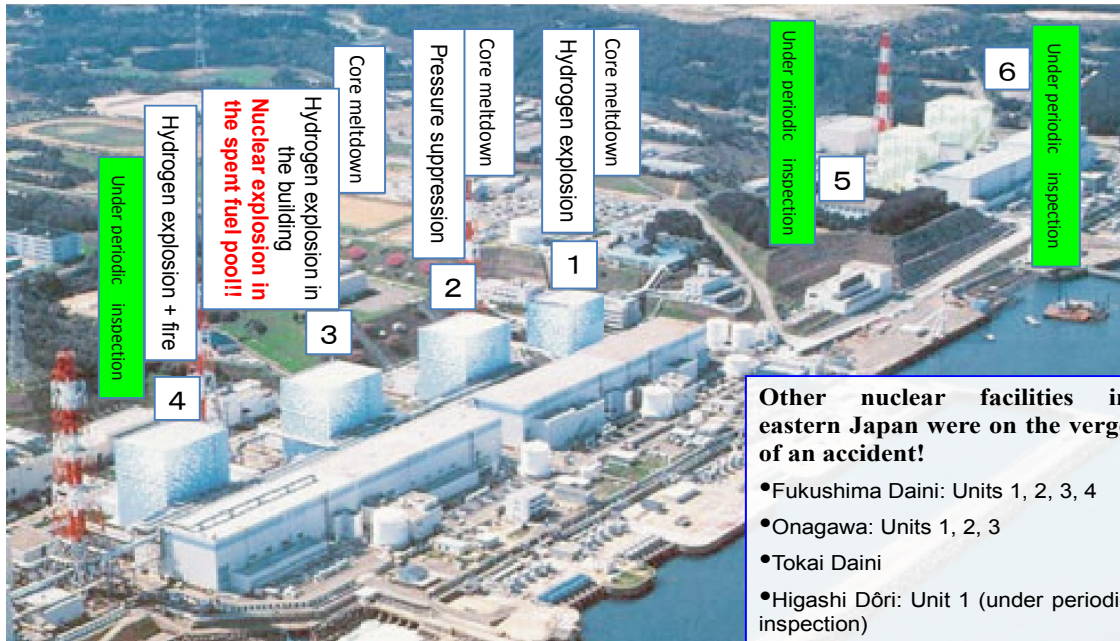 Under periodic inspection
Hydrogen explosion + fire
4
Core meltdown
Hydrogen explosion in
the building
Nuclear explosion in
the spent fuel pool!!
3
Core meltdown
Pressure suppression
2
Core meltdown
Hydrogen explosion
1
Under periodic inspection
5
6
Under periodic inspection
Other nuclear facilities in
eastern Japan were on the verge
of an accident!
•Fukushima Daini: Units 1, 2, 3, 4
•Onagawa: Units 1, 2, 3
•Tokai Daini
•Higashi Dôri: Unit 1 (under periodic
inspection)